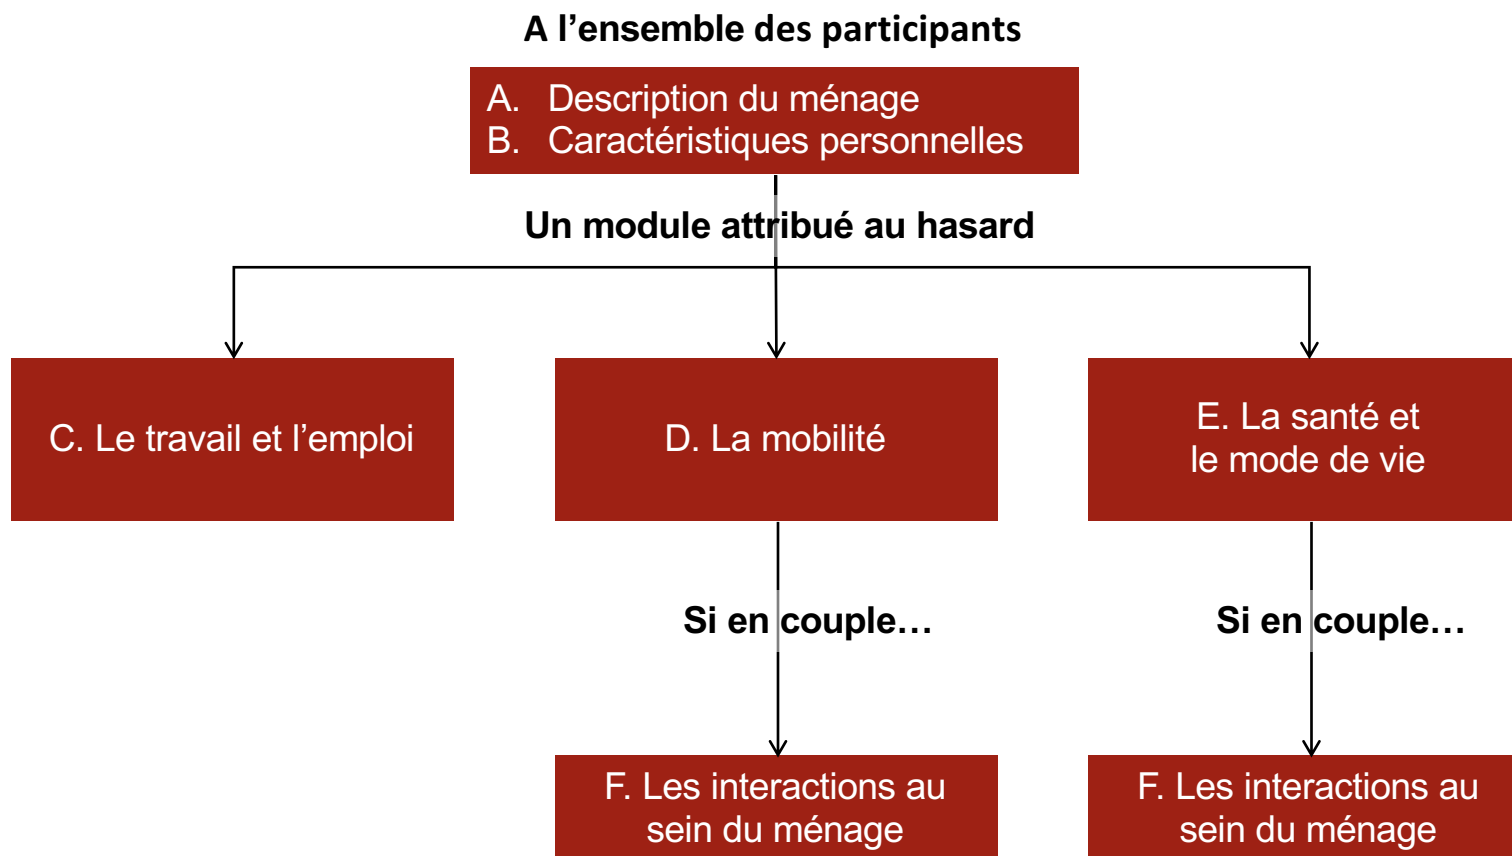 A l’ensemble des participants
A. Description du ménage
B. Caractéristiques personnelles
Un module attribué au hasard
C. Le travail et l’emploi
D. La mobilité
E. La santé et
le mode de vie
Si en couple…
Si en couple…
F. Les interactions au
sein du ménage
F. Les interactions au
sein du ménage